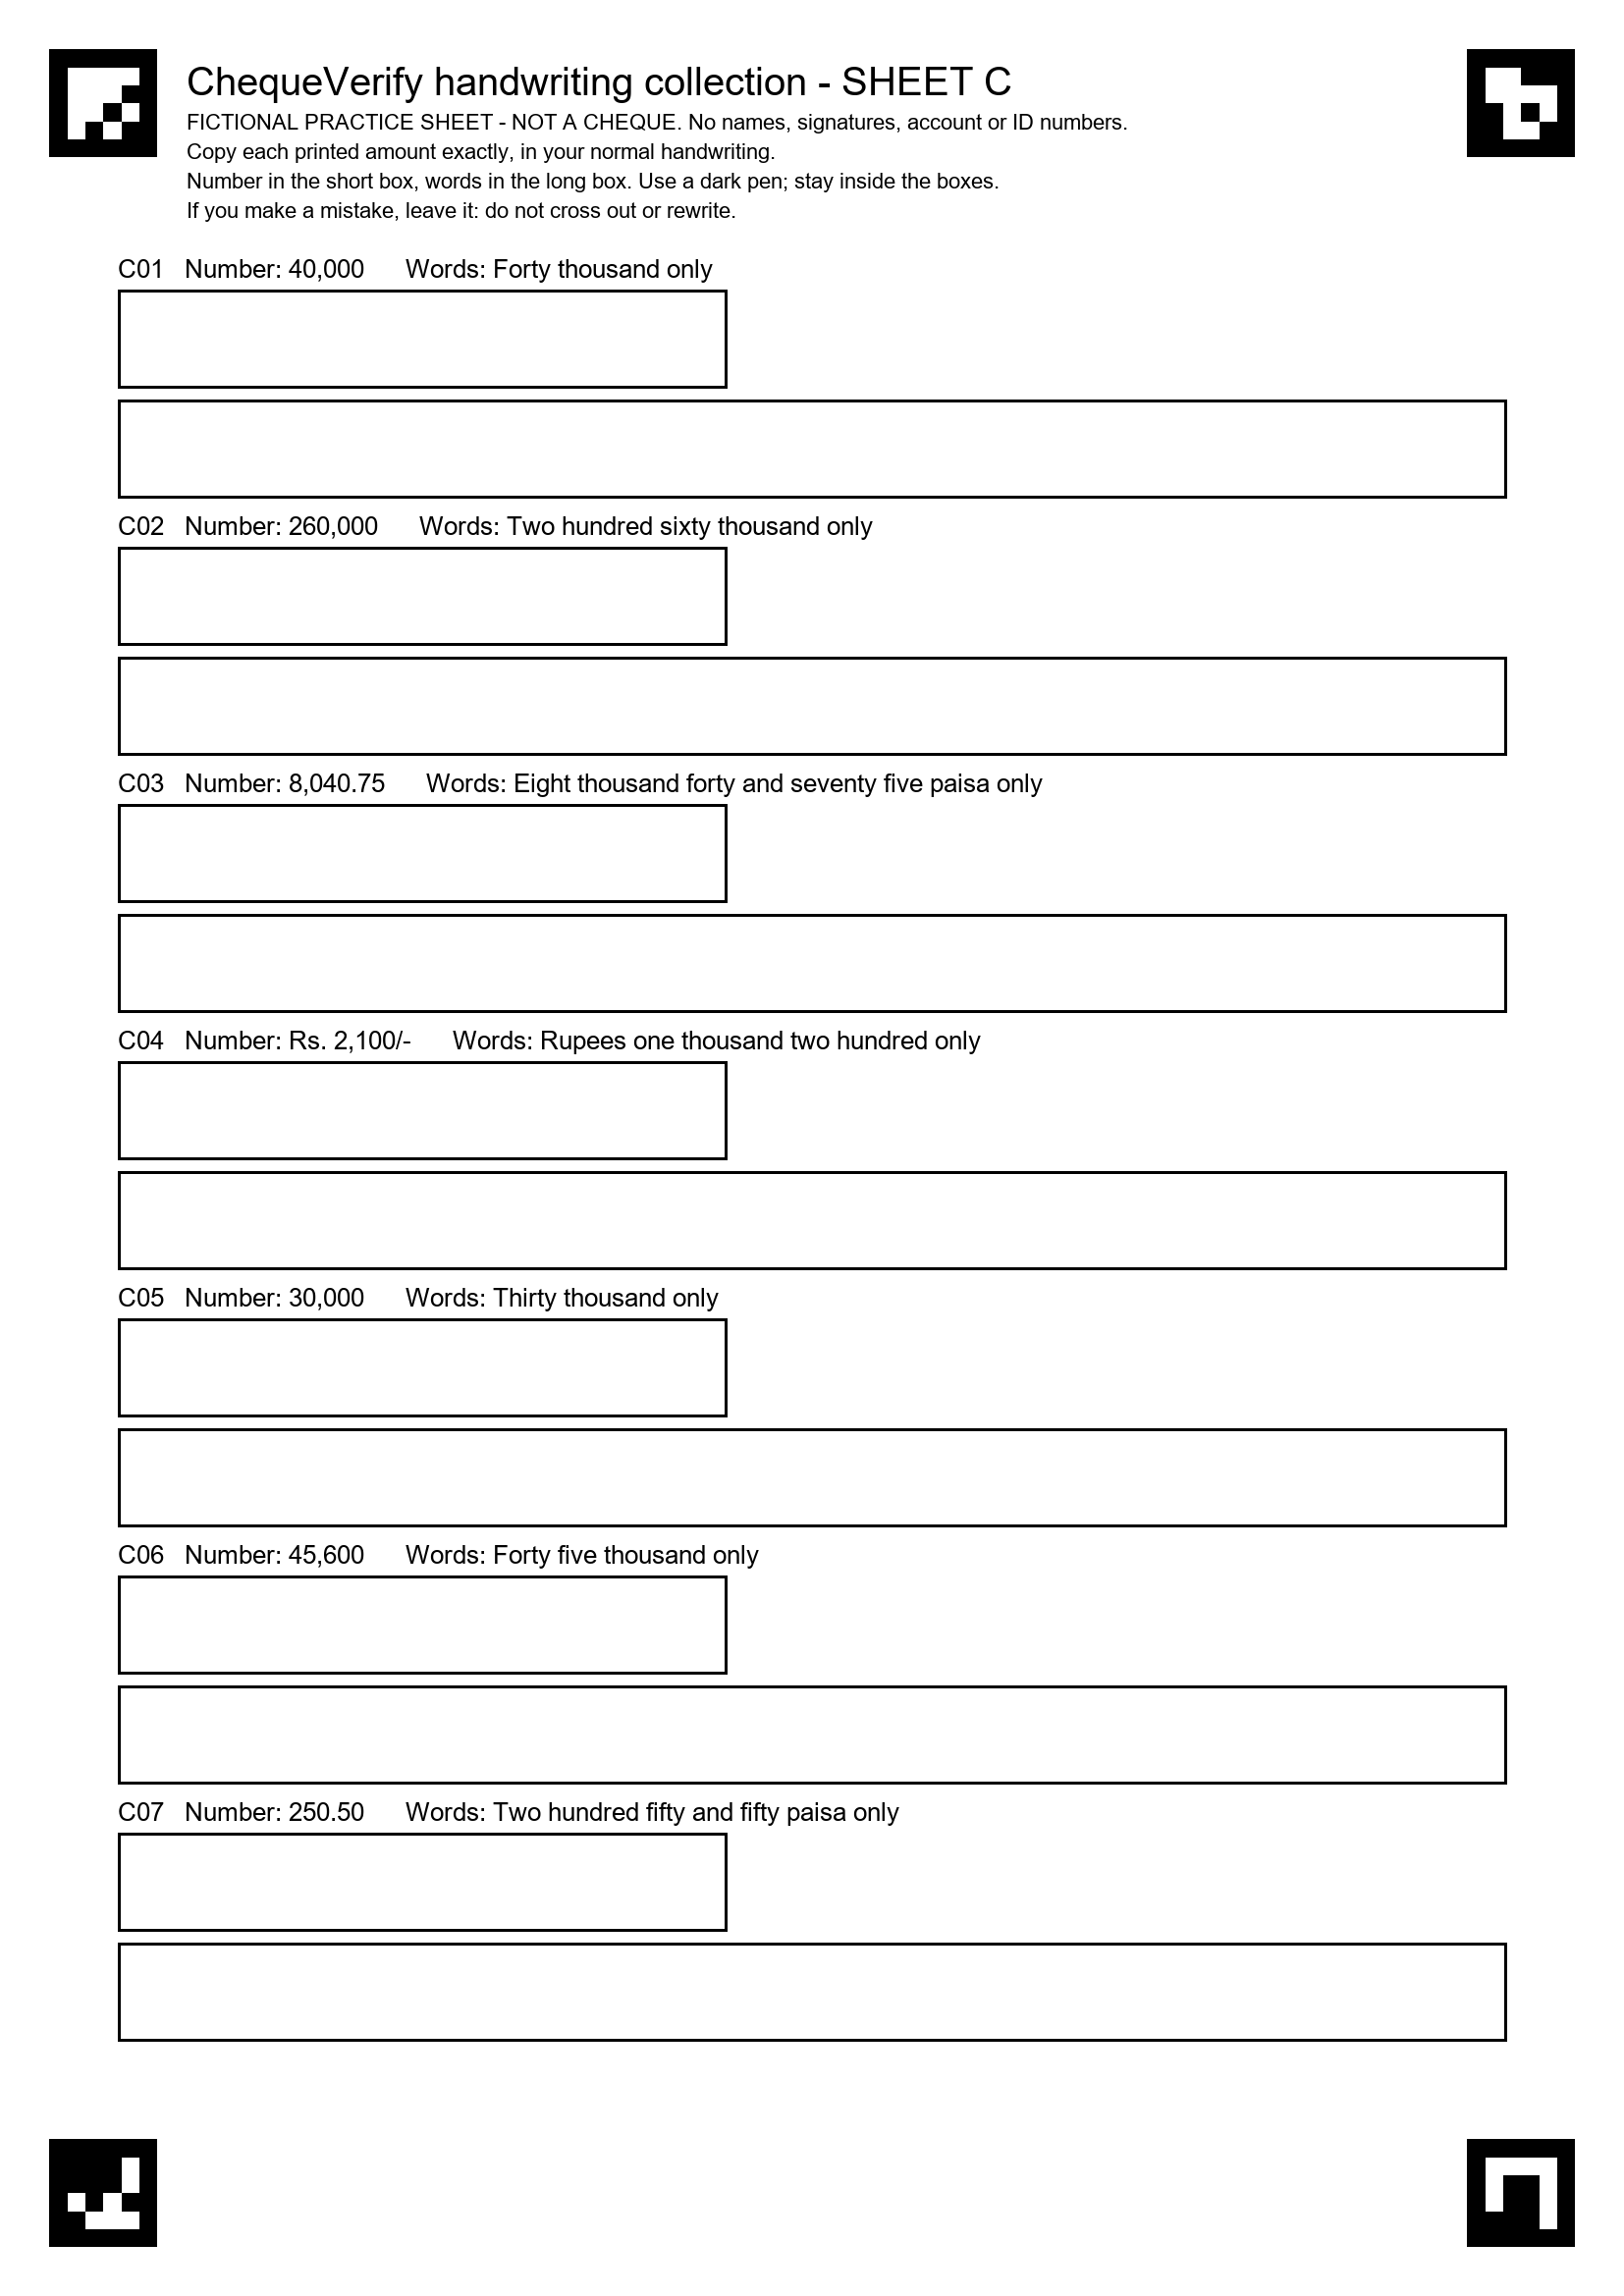 ChequeVerify handwriting collection - SHEET C
FICTIONAL PRACTICE SHEET - NOT A CHEQUE. No names, signatures, account or ID numbers.
Copy each printed amount exactly, in your normal handwriting.
Number in the short box, words in the long box. Use a dark pen; stay inside the boxes.
If you make a mistake, leave it: do not cross out or rewrite.
C01 Number: 40,000 Words: Forty thousand only
C02 Number: 260,000 Words: Two hundred sixty thousand only
C03 Number: 8,040.75 Words: Eight thousand forty and seventy five paisa only
C04 Number: Rs. 2,100/- Words: Rupees one thousand two hundred only
C05 Number: 30,000 Words: Thirty thousand only
C06 Number: 45,600 Words: Forty five thousand only
C07 Number: 250.50 Words: Two hundred fifty and fifty paisa only